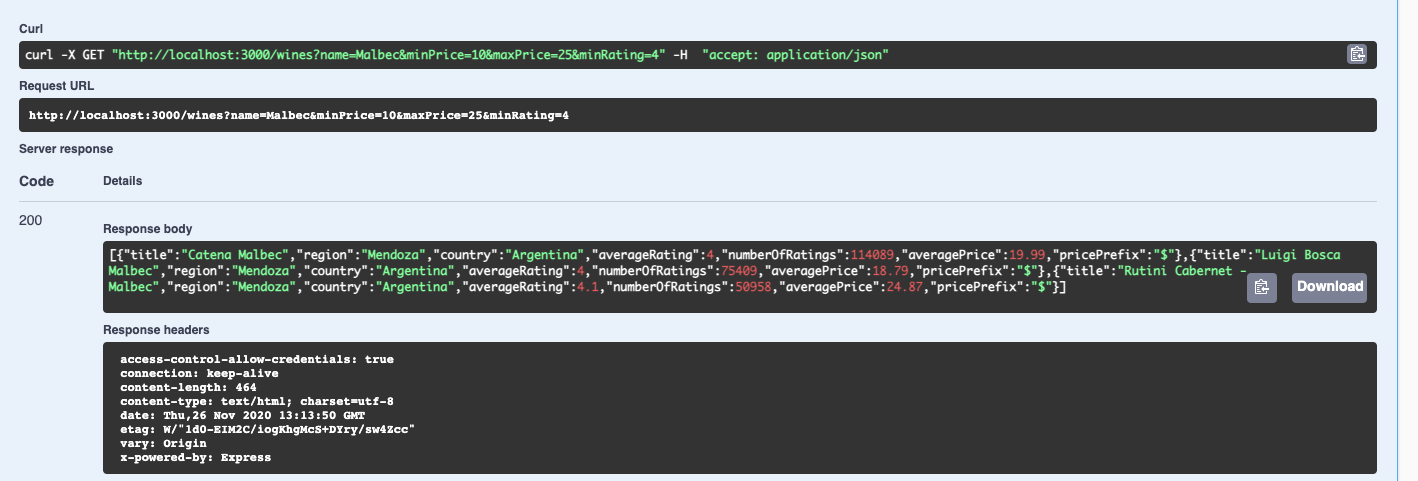 Curl
curl -X GET "http://localhost:3000/wines?name=Malbec&minPrice=10&maxPrice=25&minRating=4" -H  "accept: application/json"
Request URL
http://localhost:3000/wines?name=Malbec&minPrice=10&maxPrice=25&minRating=4
Server response
Code Details
200
Response body
[{"title":"Catena Malbec","region":"Mendoza","country":"Argentina","averageRating":4,"numberOfRatings":114089,"averagePrice":19.99,"pricePrefix":"$"},{"title":"Luigi Bosca
Malbec","region":"Mendoza","country":"Argentina","averageRating":4,"numberOfRatings":75409,"averagePrice":18.79,"pricePrefix":"$"},{"title":"Rutini Cabernet -
Malbec","region":"Mendoza","country":"Argentina","averageRating":4.1,"numberOfRatings":50958,"averagePrice":24.87,"pricePrefix":"$"}]
Download
Response headers
access-control-allow-credentials: true
connection: keep-alive
content-length: 464
content-type: text/html; charset=utf-8
date: Thu,26 Nov 2020 13:13:50 GMT
etag: W/"1d0-EIM2C/iogKhgMcS+DYry/sw4Zcc"
vary: Origin
x-powered-by: Express